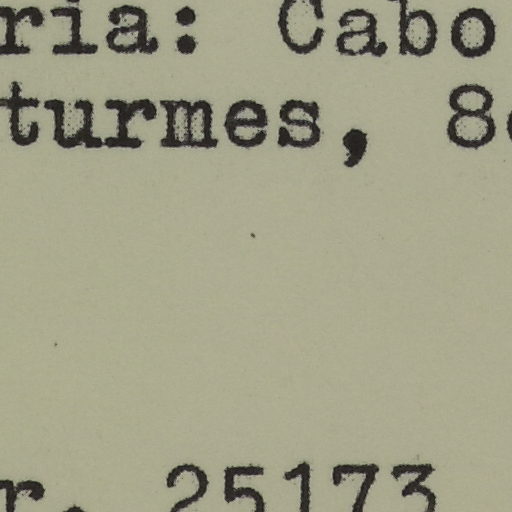 ria: Cabo
turmes, 8
r. 25173